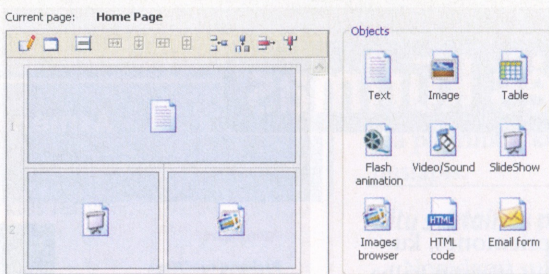 Current page: Home Page
Objects
Text Image Table
1
Flash animation Video/Sound SlideShow
2
Images browser HTML code Email form
HTML